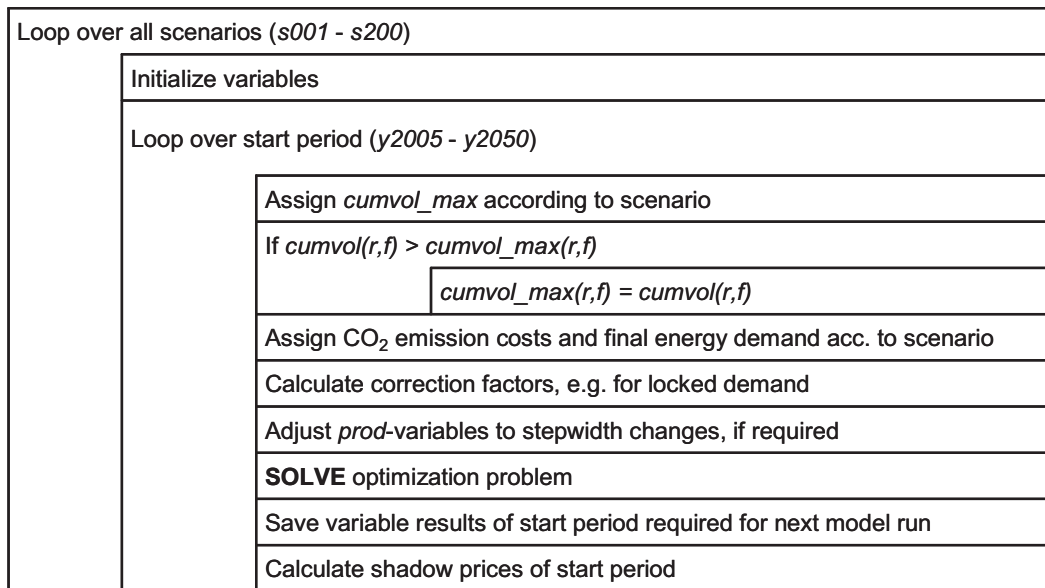 Loop over all scenarios (s001 - s200)
Initialize variables
Loop over start period (y2005 - y2050)
Assign cumvol_max according to scenario
If cumvol(r,f) > cumvol_max(r,f)
cumvol_max(r,f) = cumvol(r,f)
Assign CO₂ emission costs and final energy demand acc. to scenario
Calculate correction factors, e.g. for locked demand
Adjust prod-variables to stepwidth changes, if required
SOLVE optimization problem
Save variable results of start period required for next model run
Calculate shadow prices of start period